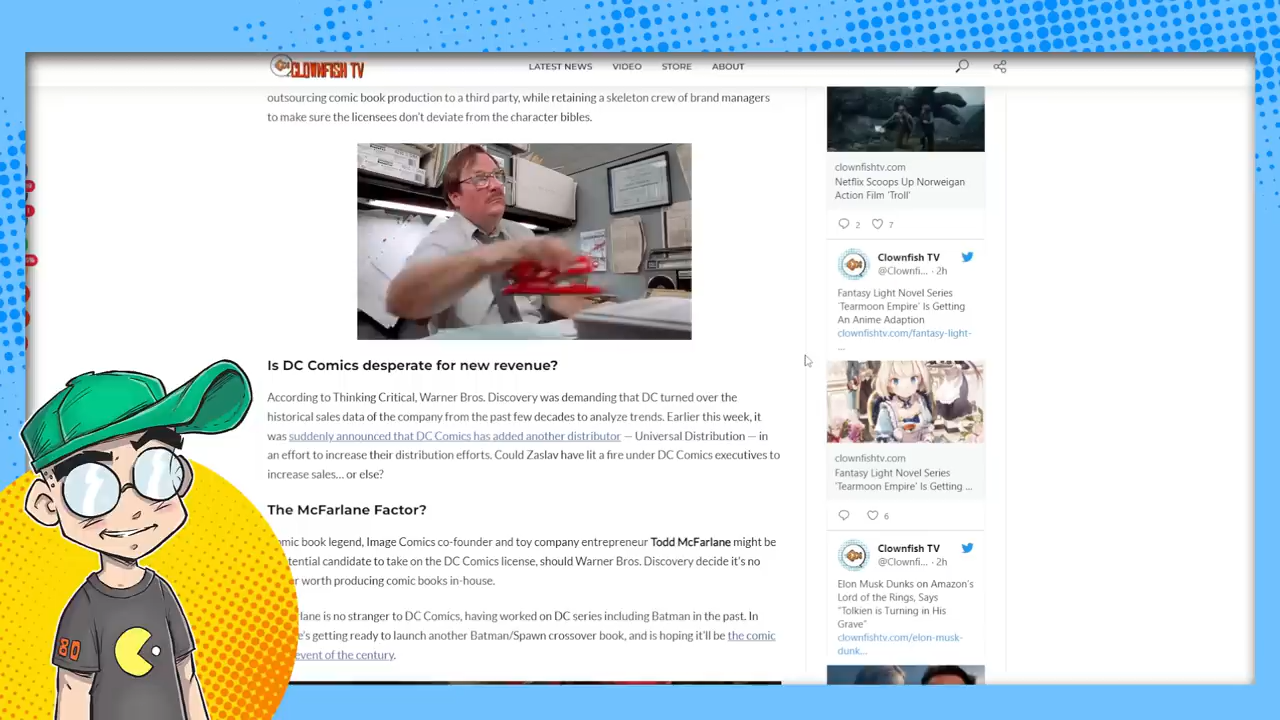 CLOWNFISH TV
LATEST NEWS
VIDEO
STORE
ABOUT
outsourcing comic book production to a third party, while retaining a skeleton crew of brand managers
to make sure the licensees don't deviate from the character bibles.
Is DC Comics desperate for new revenue?
According to Thinking Critical, Warner Bros. Discovery was demanding that DC turned over the
historical sales data of the company from the past few decades to analyze trends. Earlier this week, it
was suddenly announced that DC Comics has added another distributor — Universal Distribution — in
an effort to increase their distribution efforts. Could Zaslav have lit a fire under DC Comics executives to
increase sales… or else?
The McFarlane Factor?
omic book legend, Image Comics co-founder and toy company entrepreneur Todd McFarlane might be
tential candidate to take on the DC Comics license, should Warner Bros. Discovery decide it's no
r worth producing comic books in-house.
lane is no stranger to DC Comics, having worked on DC series including Batman in the past. In
e's getting ready to launch another Batman/Spawn crossover book, and is hoping it'll be the comic
event of the century.
clownfishtv.com
Netflix Scoops Up Norweigan
Action Film 'Troll'
2
7
Clownfish TV
@Clownfi... · 2h
Fantasy Light Novel Series
'Tearmoon Empire' Is Getting
An Anime Adaption
clownfishtv.com/fantasy-light-
...
clownfishtv.com
Fantasy Light Novel Series
'Tearmoon Empire' Is Getting ...
6
Clownfish TV
@Clownfi... · 2h
Elon Musk Dunks on Amazon's
Lord of the Rings, Says
"Tolkien is Turning in His
Grave"
clownfishtv.com/elon-musk-
dunk...
80